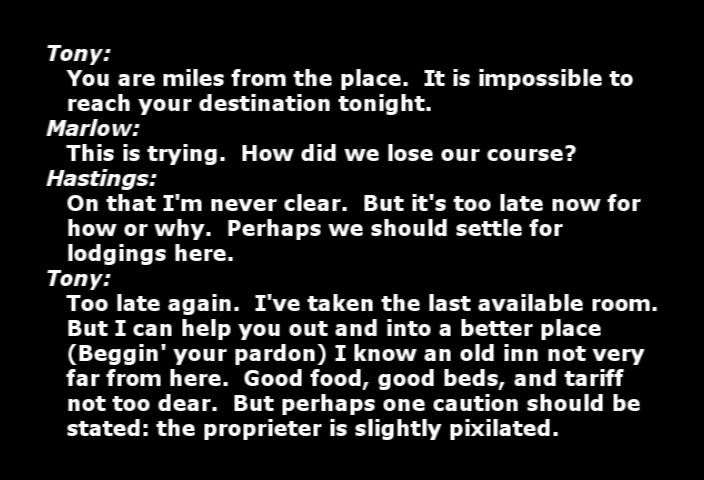 Tony:
You are miles from the place.  It is impossible to
reach your destination tonight.
Marlow:
This is trying.  How did we lose our course?
Hastings:
On that I'm never clear.  But it's too late now for
how or why.  Perhaps we should settle for
lodgings here.
Tony:
Too late again.  I've taken the last available room.
But I can help you out and into a better place
(Beggin' your pardon) I know an old inn not very
far from here.  Good food, good beds, and tariff
not too dear.  But perhaps one caution should be
stated: the proprieter is slightly pixilated.